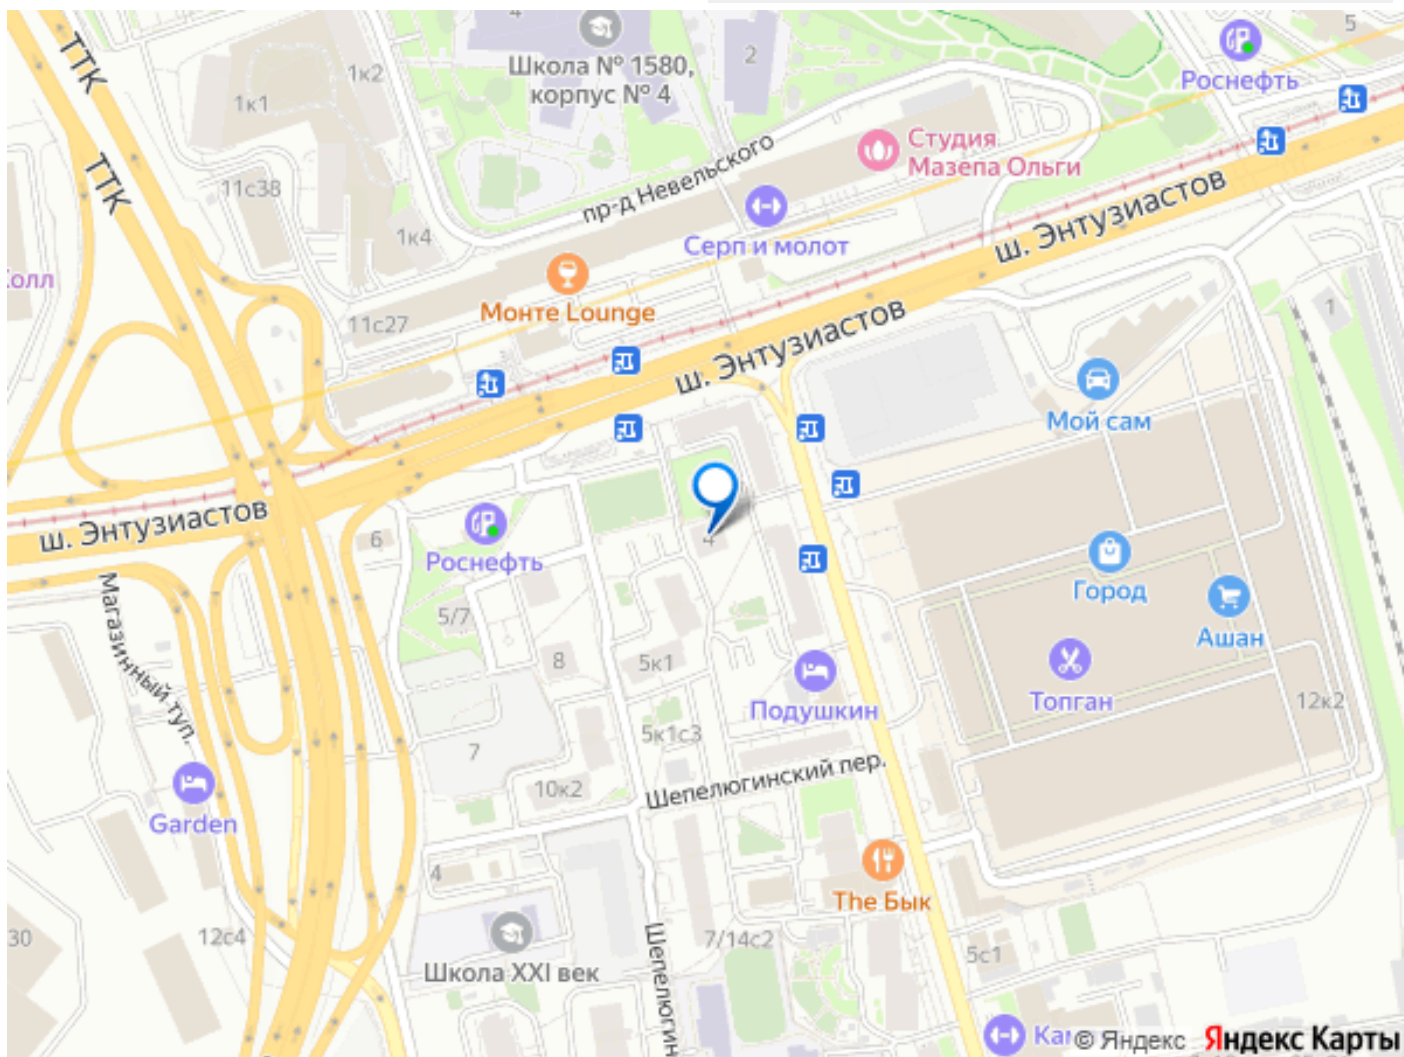 4
5
ТТК
Школа № 1580,
корпус № 4
2
Роснефть
1к2
1к1
Студия
Мазепа Ольги
ТТК
11с38
пр-д Невельского
ш. Энтузиастов
1к4
Серп и молот
Монте Lounge
1
11с27
ш. Энтузиастов
Мой сам
ш. Энтузиастов
6
Роснефть
4
Город
Ашан
Магазинный туп.
5/7
8
5к1
Топган
12к2
Подушкин
5к1с3
7
10к2
Шепелюгинский пер.
Garden
4
The Бык
30
12с4
7/14с2
5с1
Школа XXI век
© Яндекс
Яндекс Карты